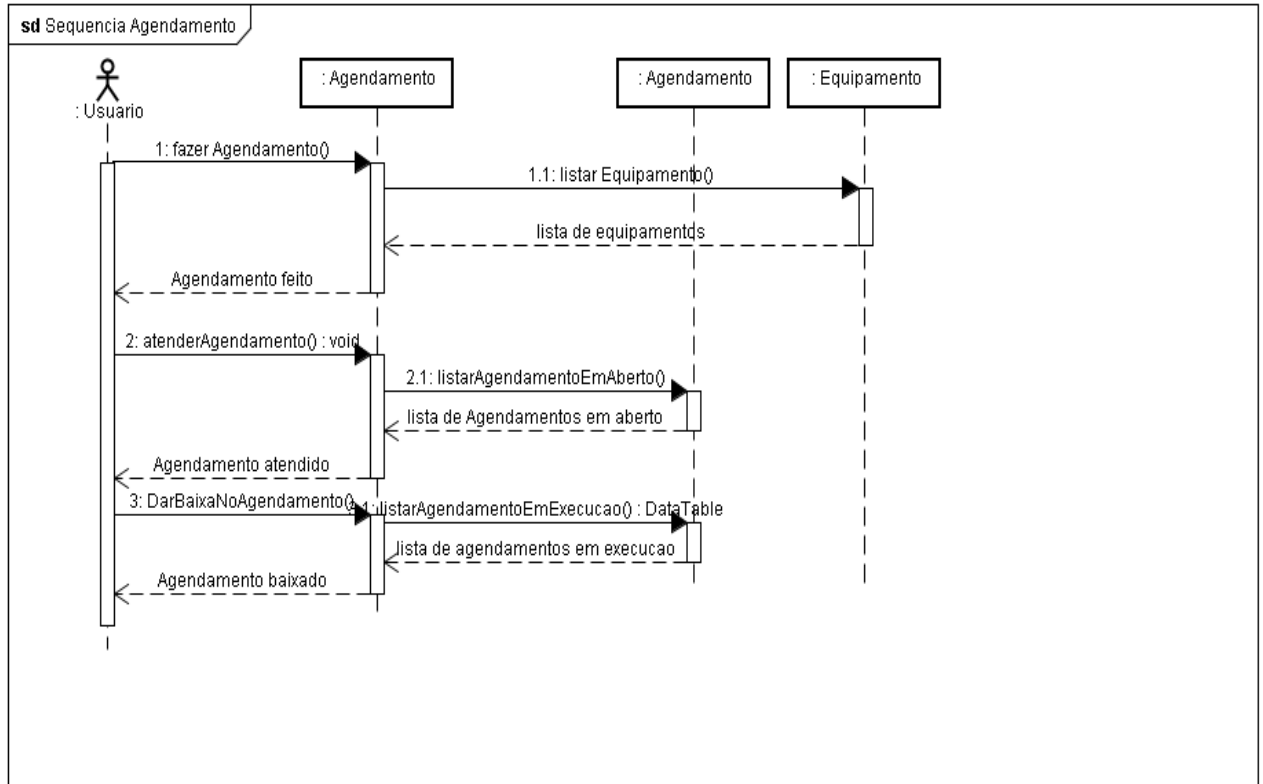 sd Sequencia Agendamento
: Usuario
: Agendamento
: Agendamento
: Equipamento
1: fazer Agendamento()
1.1: listar Equipamento()
lista de equipamentos
Agendamento feito
2: atenderAgendamento() : void
2.1: listarAgendamentoEmAberto()
lista de Agendamentos em aberto
Agendamento atendido
3: DarBaixaNoAgendamento()
listarAgendamentoEmExecucao() : DataTable
lista de agendamentos em execucao
Agendamento baixado